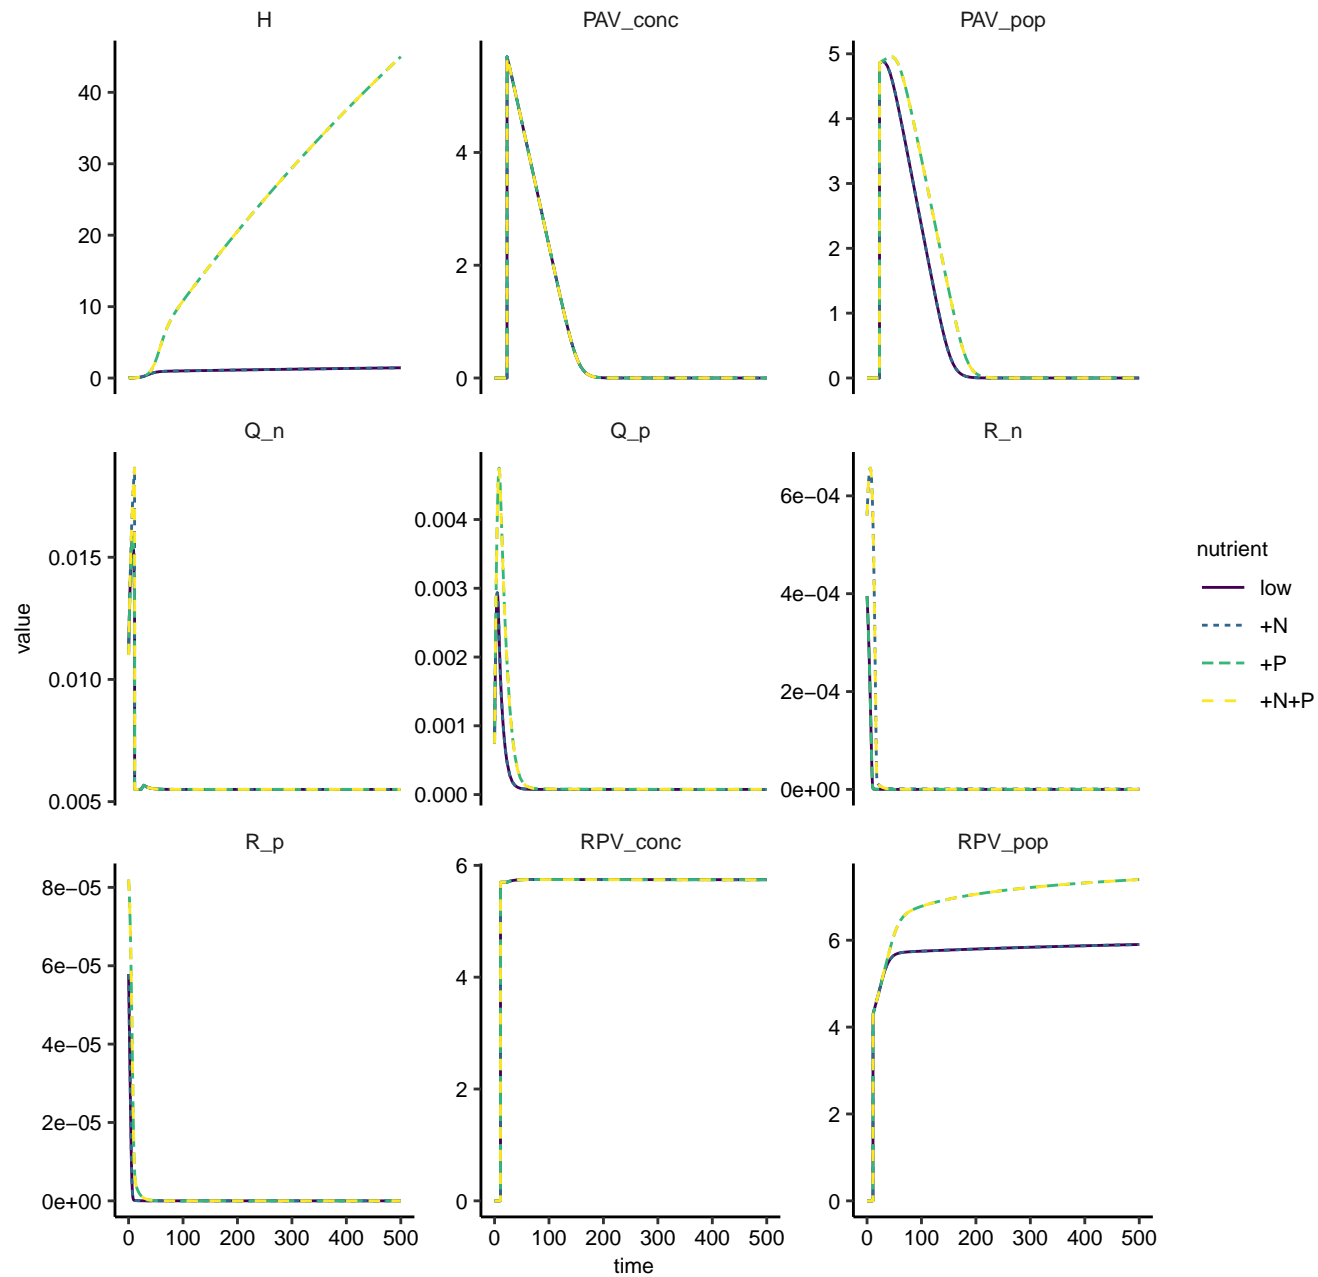 H PAV_conc PAV_pop
40
30
20
10
0
4
2
0
5
4
3
2
1
0
Q_n Q_p R_n
0.015
0.010
0.005
0.004
0.003
0.002
0.001
0.000
6e−04
4e−04
2e−04
0e+00
R_p RPV_conc RPV_pop
8e−05
6e−05
4e−05
2e−05
0e+00
6
4
2
0
6
4
2
0
0 100 200 300 400 500 0 100 200 300 400 500 0 100 200 300 400 500
time
value
nutrient
low
+N
+P
+N+P